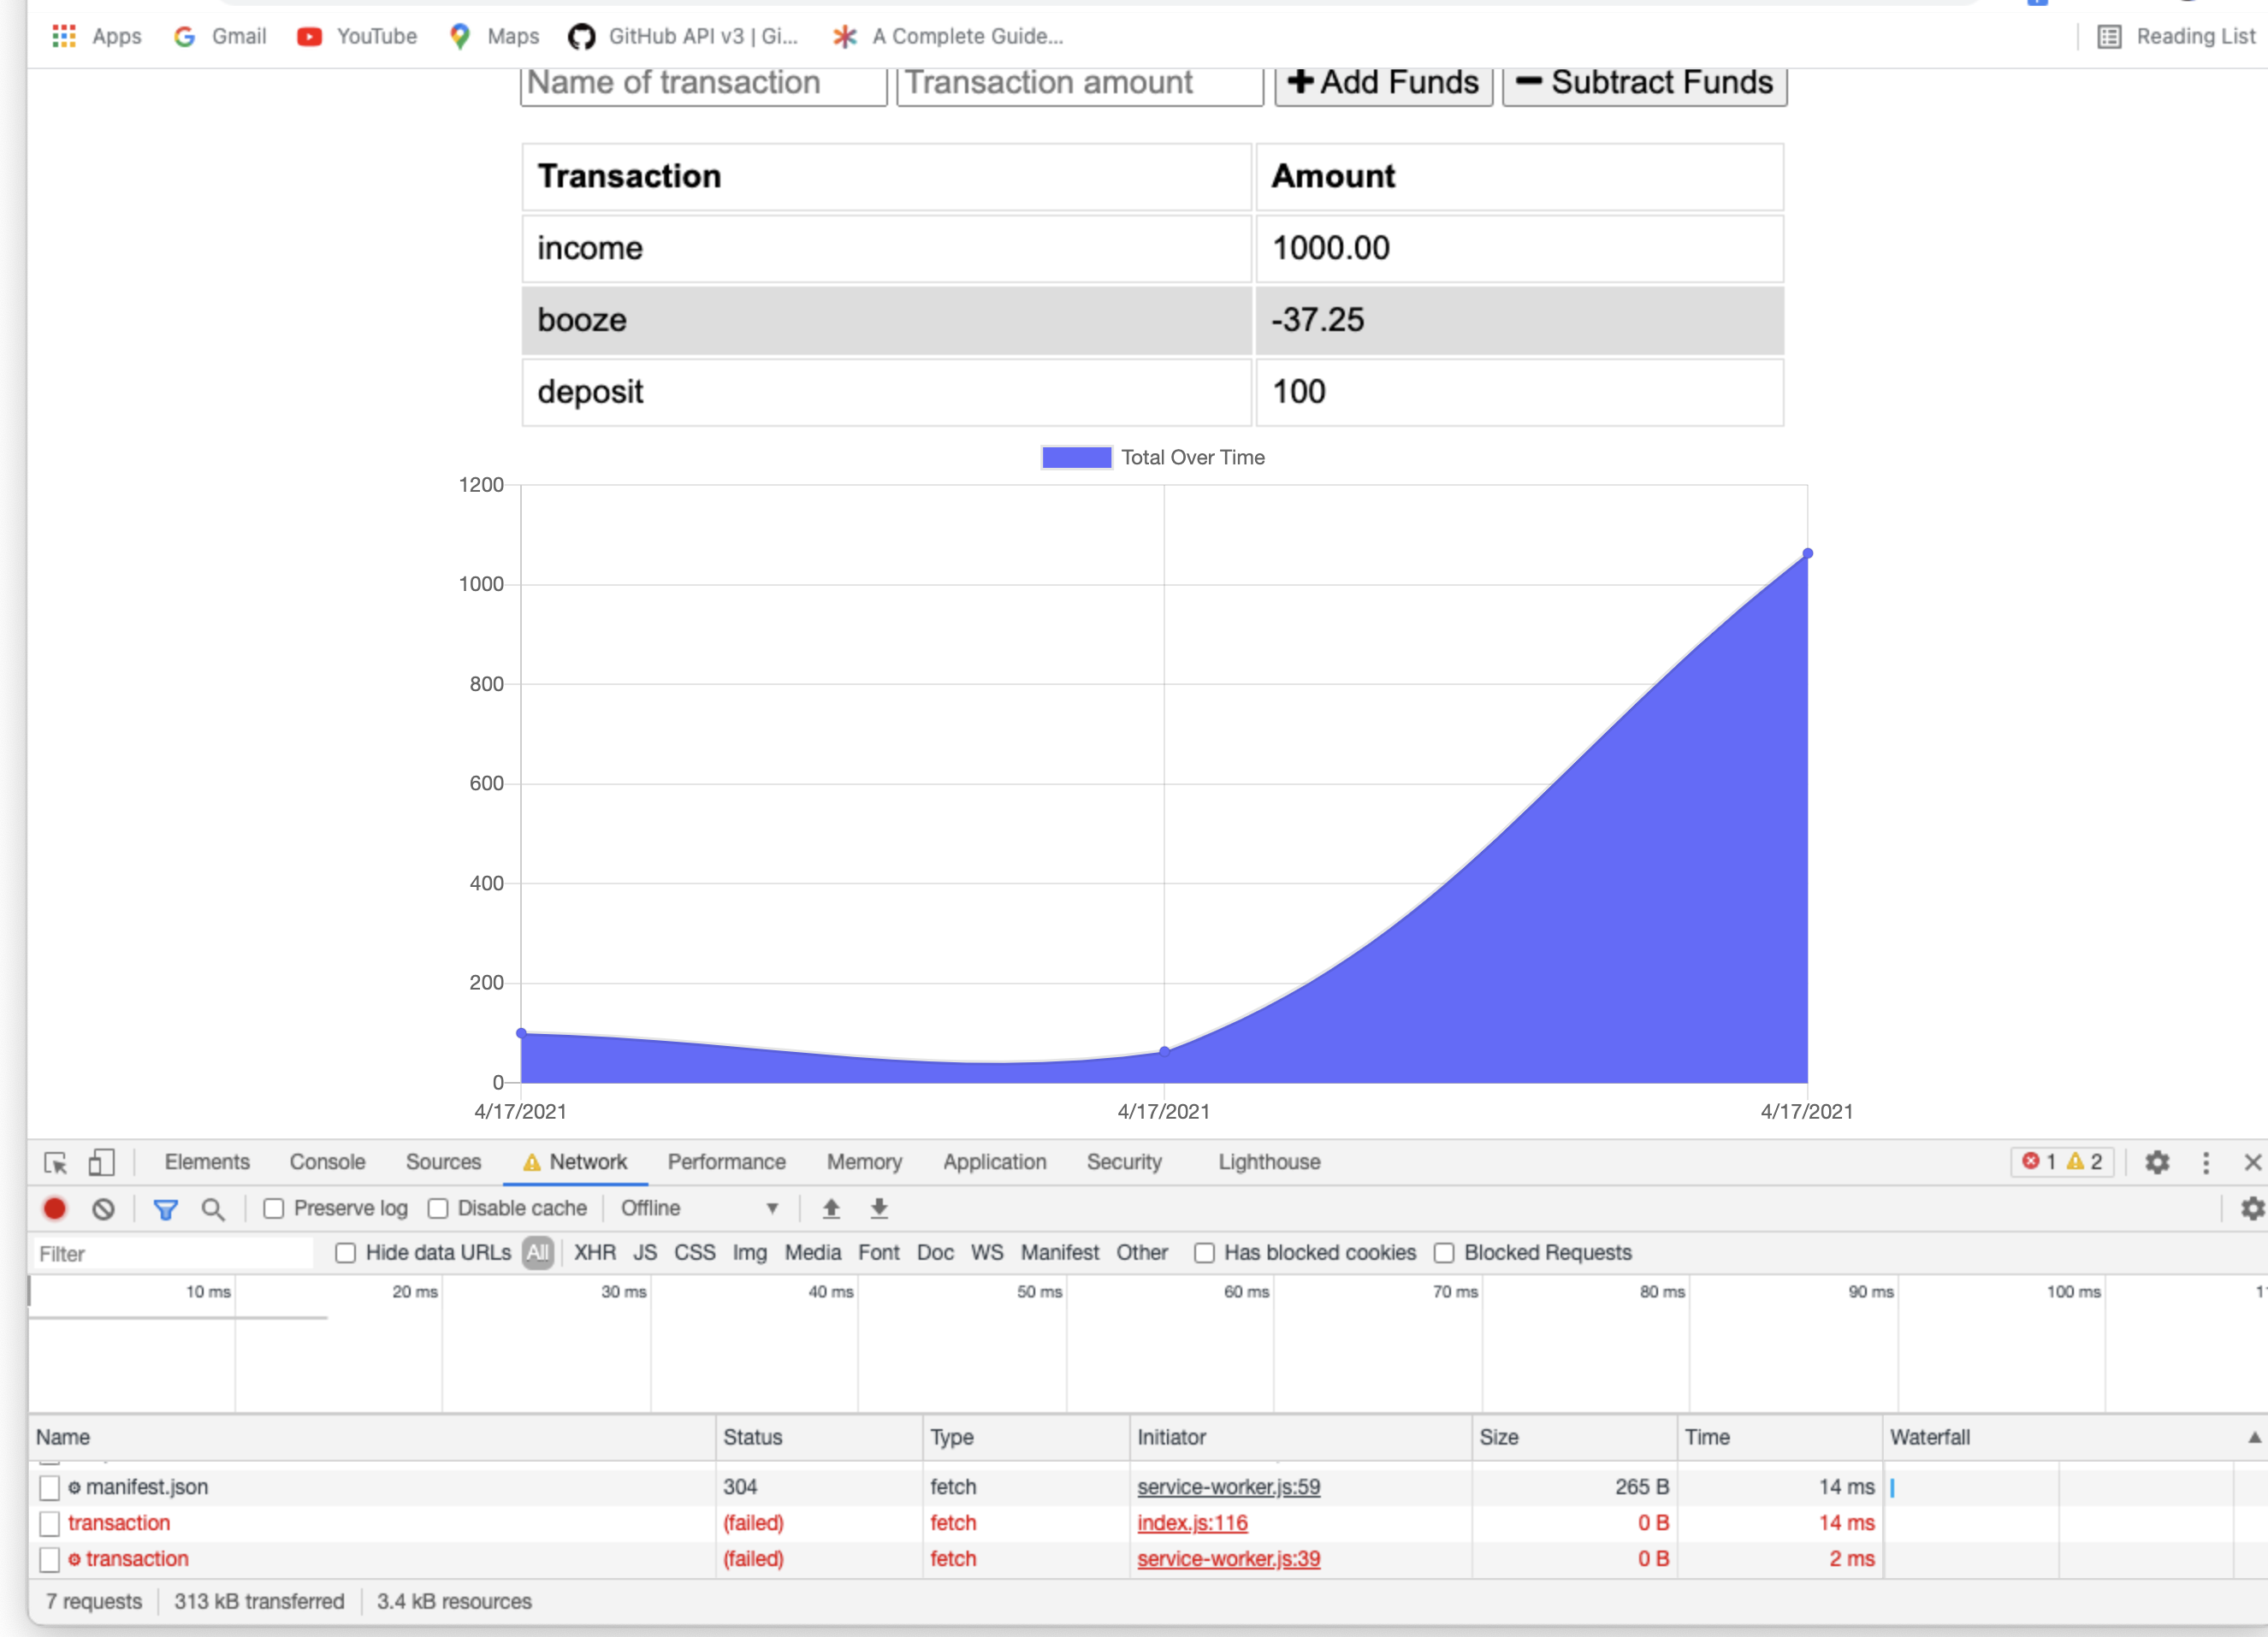 Apps Gmail YouTube Maps GitHub API v3 | Gi... A Complete Guide... Reading List
Name of transaction Transaction amount Add Funds Subtract Funds
Transaction Amount
income 1000.00
booze -37.25
deposit 100
Total Over Time
1200
1000
800
600
400
200
0
4/17/2021 4/17/2021 4/17/2021
Elements Console Sources Network Performance Memory Application Security Lighthouse 1 2
Preserve log Disable cache Offline
Filter Hide data URLs All XHR JS CSS Img Media Font Doc WS Manifest Other Has blocked cookies Blocked Requests
10 ms 20 ms 30 ms 40 ms 50 ms 60 ms 70 ms 80 ms 90 ms 100 ms
Name Status Type Initiator Size Time Waterfall
manifest.json 304 fetch service-worker.js:59 265 B 14 ms
transaction (failed) fetch index.js:116 0 B 14 ms
transaction (failed) fetch service-worker.js:39 0 B 2 ms
7 requests 313 kB transferred 3.4 kB resources